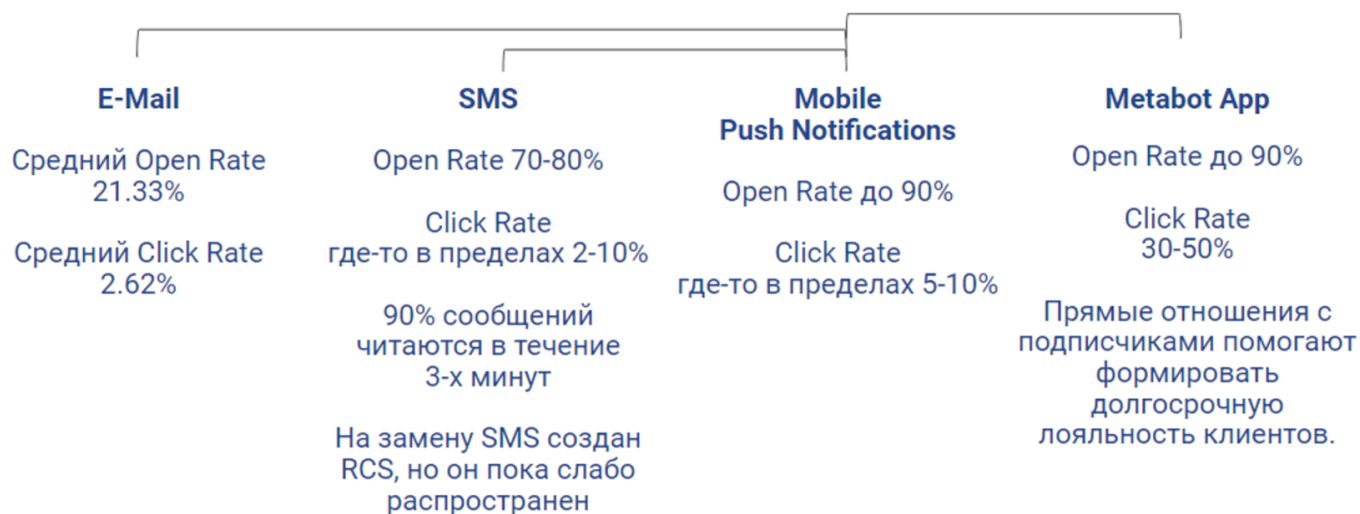 E-Mail
Средний Open Rate
21.33%
Средний Click Rate
2.62%
SMS
Open Rate 70-80%
Click Rate
где-то в пределах 2-10%
90% сообщений
читаются в течение
3-х минут
На замену SMS создан
RCS, но он пока слабо
распространен
Mobile
Push Notifications
Open Rate до 90%
Click Rate
где-то в пределах 5-10%
Metabot App
Open Rate до 90%
Click Rate
30-50%
Прямые отношения с
подписчиками помогают
формировать
долгосрочную
лояльность клиентов.